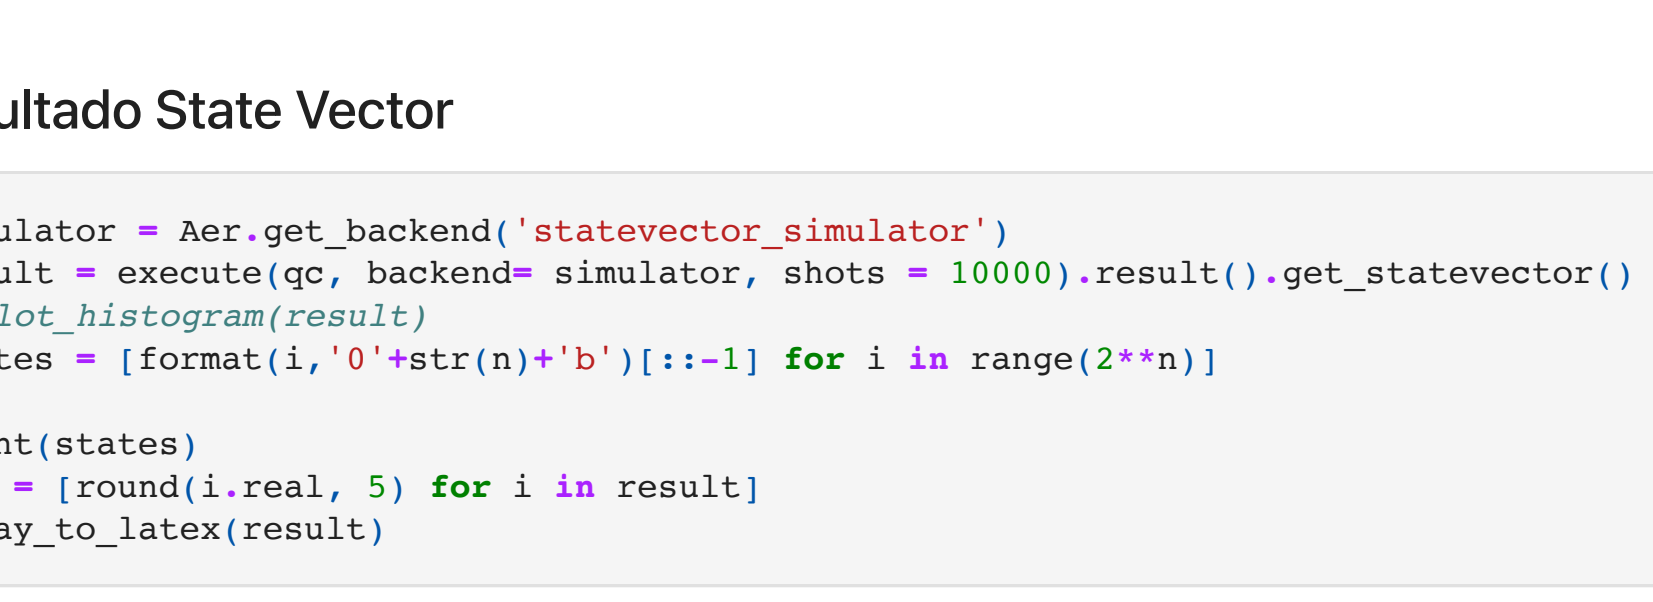 ultado State Vector
ulator = Aer.get_backend('statevector_simulator')
ult = execute(qc, backend= simulator, shots = 10000).result().get_statevector()
lot_histogram(result)
tes = [format(i,'0'+str(n)+'b')[::-1] for i in range(2**n)]
nt(states)
= [round(i.real, 5) for i in result]
ay_to_latex(result)